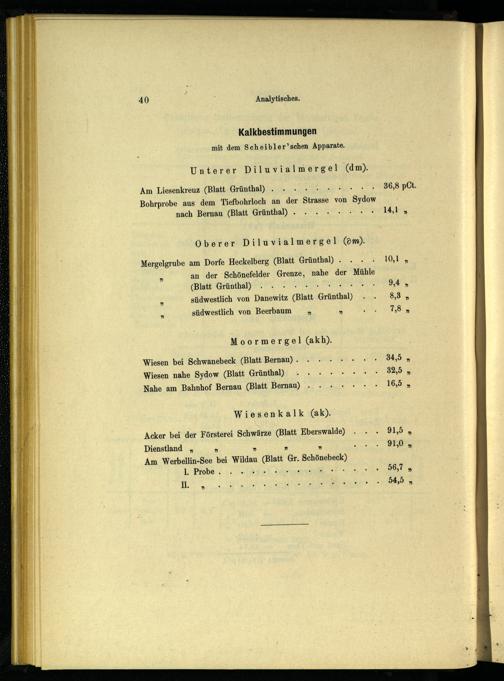 40 Analytisches.
Kalkbestimmungen
mit dem Scheibler'schen Apparate.
Unterer Diluvialmergel (dm).
Am Liesenkreuz (Blatt Grünthal) . . . . . . . . . . 36,8 pCt.
Bohrprobe aus dem Tiefbohrloch an der Strasse von Sydow
nach Bernau (Blatt Grünthal) . . . . . . . . 14,1 „
Oberer Diluvialmergel (∂m).
Mergelgrube am Dorfe Heckelberg (Blatt Grünthal) . . . . 10,1 „
„ an der Schönefelder Grenze, nahe der Mühle
(Blatt Grünthal) . . . . . . . . . . . 9,4 „
„ südwestlich von Danewitz (Blatt Grünthal) . . 8,3 „
„ südwestlich von Beerbaum „ „ . . 7,8 „
Moormergel (akh).
Wiesen bei Schwanebeck (Blatt Bernau) . . . . . . . . 34,5 „
Wiesen nahe Sydow (Blatt Grünthal) . . . . . . . . 32,5 „
Nahe am Bahnhof Bernau (Blatt Bernau) . . . . . . . 16,5 „
Wiesenkalk (ak).
Acker bei der Försterei Schwärze (Blatt Eberswalde) . . . 91,5 „
Dienstland „ „ „ „ „ . . . 91,0 „
Am Werbellin-See bei Wildau (Blatt Gr. Schönebeck)
I. Probe . . . . . . . . . . . . . . . 56,7 „
II. „ . . . . . . . . . . . . . . . 54,5 „